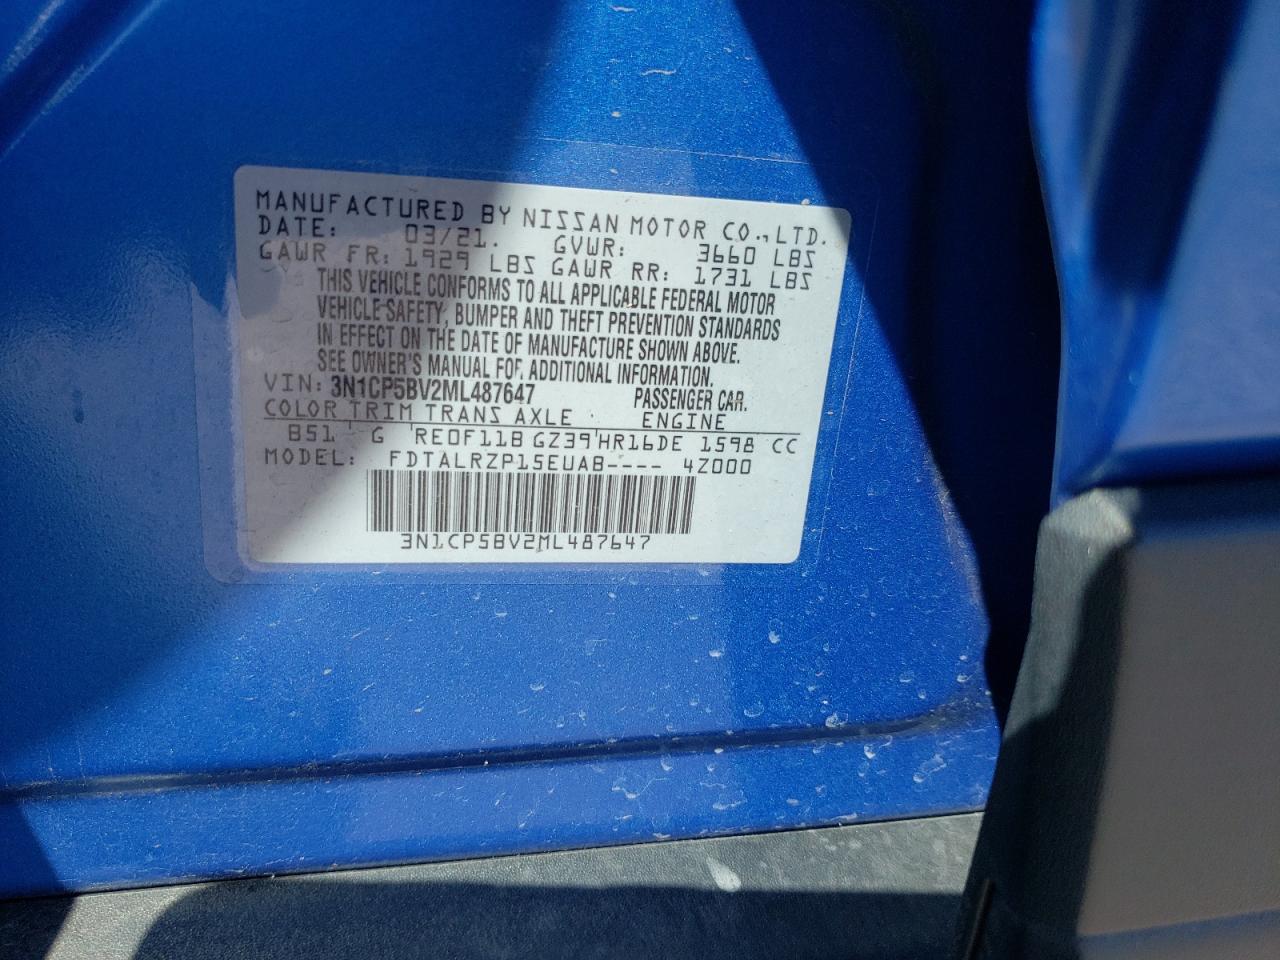 MANUFACTURED BY NISSAN MOTOR CO.,LTD.
DATE: 03/21. GVWR: 3660 LBS
GAWR FR: 1929 LBS GAWR RR: 1731 LBS
THIS VEHICLE CONFORMS TO ALL APPLICABLE FEDERAL MOTOR
VEHICLE SAFETY, BUMPER AND THEFT PREVENTION STANDARDS
IN EFFECT ON THE DATE OF MANUFACTURE SHOWN ABOVE.
SEE OWNER'S MANUAL FOR ADDITIONAL INFORMATION.
VIN: 3N1CP5BV2ML487647 PASSENGER CAR.
COLOR TRIM TRANS AXLE ENGINE
B51 G RE0F11B GZ39 HR16DE 1598 CC
MODEL: FDTALRZP15EUAB---- 4Z000
3N1CP5BV2ML487647